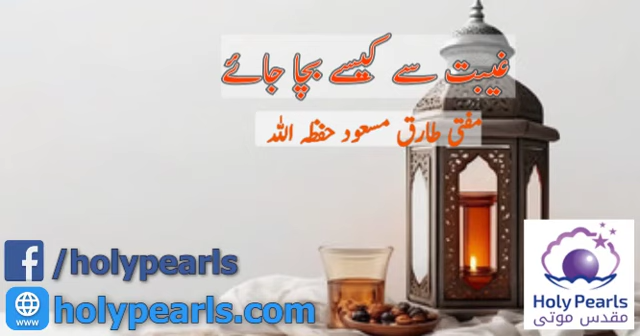 غیبت سے کیسے بچا جائے
مفتی طارق مسعود حفظہ اللہ
/holypearls
holypearls.com
Holy Pearls
مقدس موتی